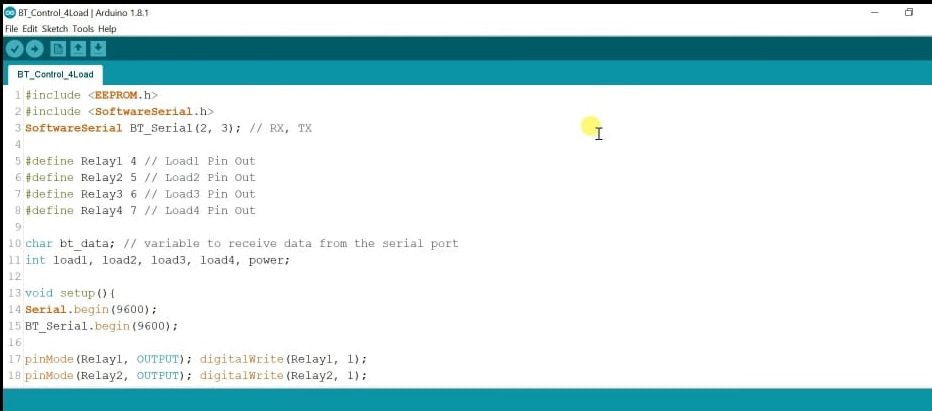 BT_Control_4Load | Arduino 1.8.1
File Edit Sketch Tools Help
BT_Control_4Load
1 #include <EEPROM.h>
2 #include <SoftwareSerial.h>
3 SoftwareSerial BT_Serial(2, 3); // RX, TX
4
5 #define Relay1 4 // Load1 Pin Out
6 #define Relay2 5 // Load2 Pin Out
7 #define Relay3 6 // Load3 Pin Out
8 #define Relay4 7 // Load4 Pin Out
9
10 char bt_data; // variable to receive data from the serial port
11 int load1, load2, load3, load4, power;
12
13 void setup(){
14 Serial.begin(9600);
15 BT_Serial.begin(9600);
16
17 pinMode(Relay1, OUTPUT); digitalWrite(Relay1, 1);
18 pinMode(Relay2, OUTPUT); digitalWrite(Relay2, 1);